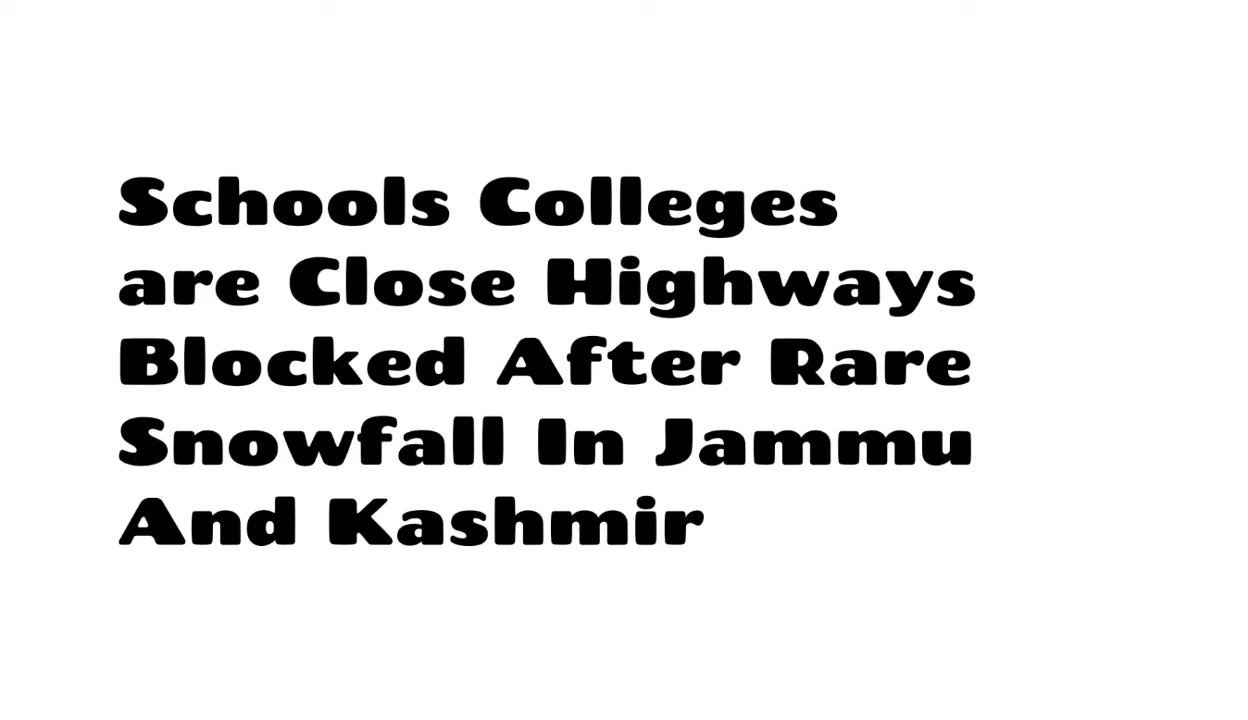 Schools Colleges
are Close Highways
Blocked After Rare
Snowfall In Jammu
And Kashmir